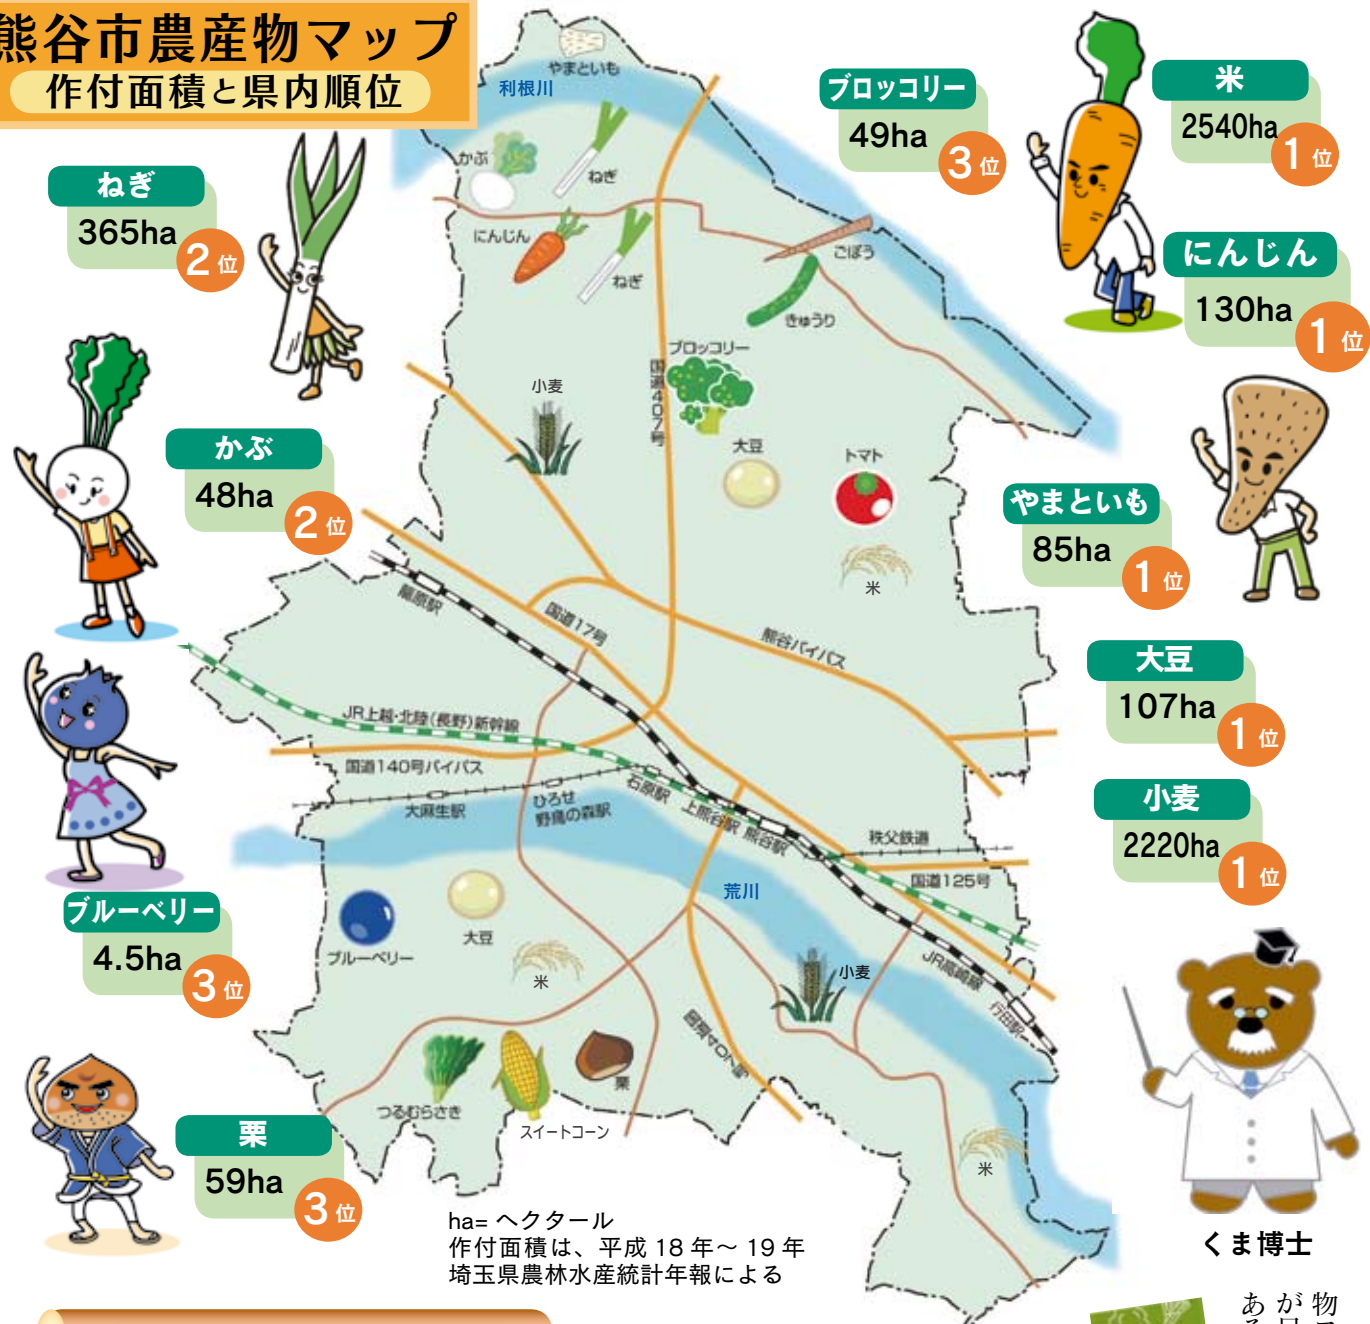 熊谷市農産物マップ
作付面積と県内順位
ねぎ
365ha
2位
かぶ
48ha
2位
ブルーベリー
4.5ha
3位
栗
59ha
3位
ブロッコリー
49ha
3位
米
2540ha
1位
にんじん
130ha
1位
やまといも
85ha
1位
大豆
107ha
1位
小麦
2220ha
1位
くま博士
やまといも
利根川
かぶ
ねぎ
にんじん
ねぎ
ごぼう
きゅうり
ブロッコリー
国道407号
小麦
大豆
トマト
米
籠原駅
国道17号
熊谷バイパス
JR上越・北陸(長野)新幹線
国道140号バイパス
大麻生駅
ひろせ
野鳥の森駅
石原駅
上熊谷駅
熊谷駅
秩父鉄道
国道125号
荒川
JR高崎線
行田駅
ブルーベリー
大豆
米
小麦
国道407号
つるむらさき
スイートコーン
栗
米
ha= ヘクタール
作付面積は、平成 18 年～ 19 年
埼玉県農林水産統計年報による